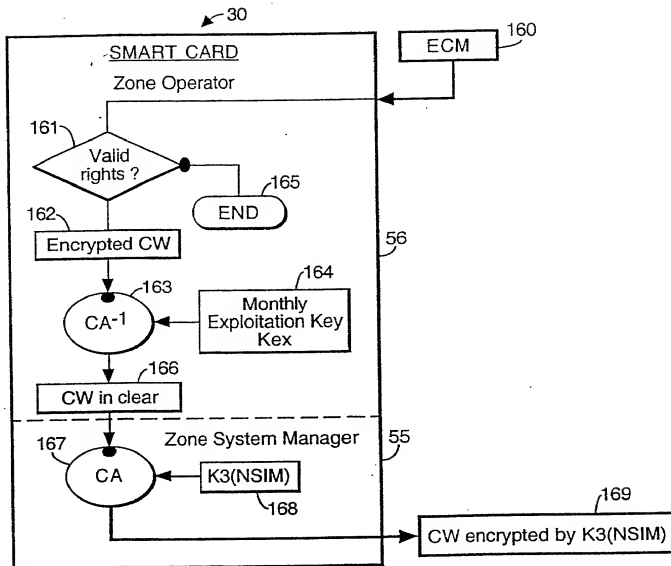 30
SMART CARD
ECM
160
Zone Operator
161
Valid
rights ?
165
END
162
Encrypted CW
56
163
164
CA-1
Monthly
Exploitation Key
Kex
166
CW in clear
Zone System Manager
55
167
CA
K3(NSIM)
168
169
CW encrypted by K3(NSIM)